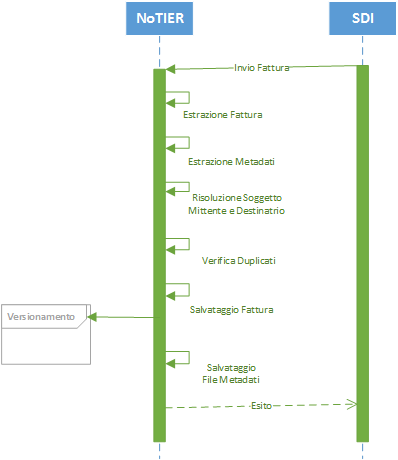 NoTIER
SDI
Invio Fattura
Estrazione Fattura
Estrazione Metadati
Risoluzione Soggetto
Mittente e Destinatrio
Verifica Duplicati
Salvataggio Fattura
Versionamento
Salvataggio
File Metadati
Esito